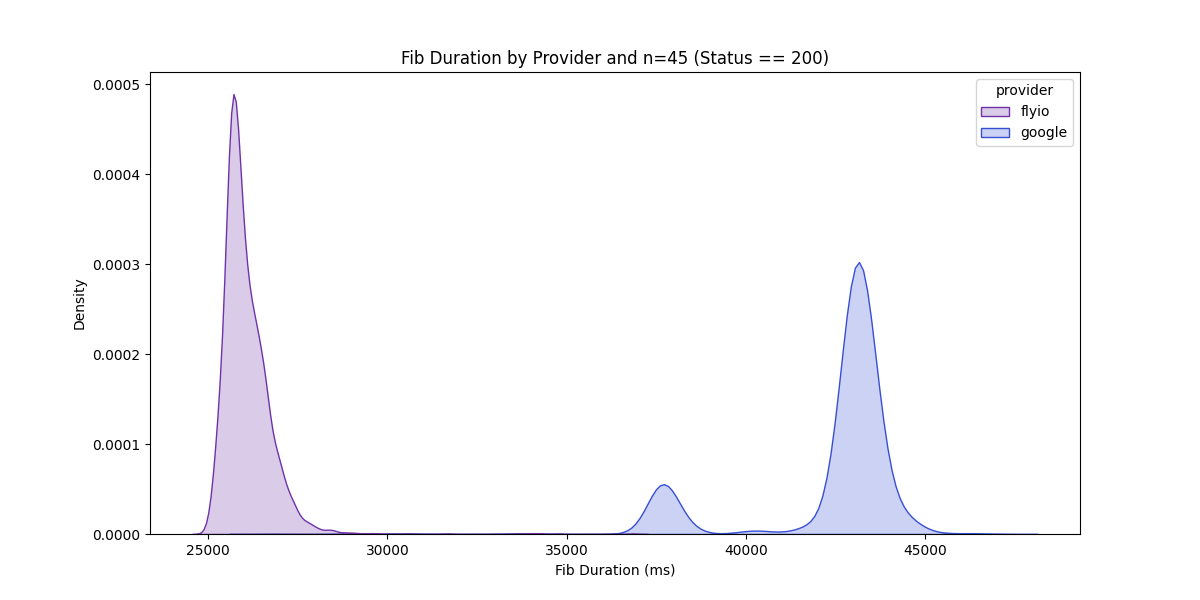 Fib Duration by Provider and n=45 (Status == 200)
provider
flyio
google
Density
0.0005
0.0004
0.0003
0.0002
0.0001
0.0000
25000 30000 35000 40000 45000
Fib Duration (ms)